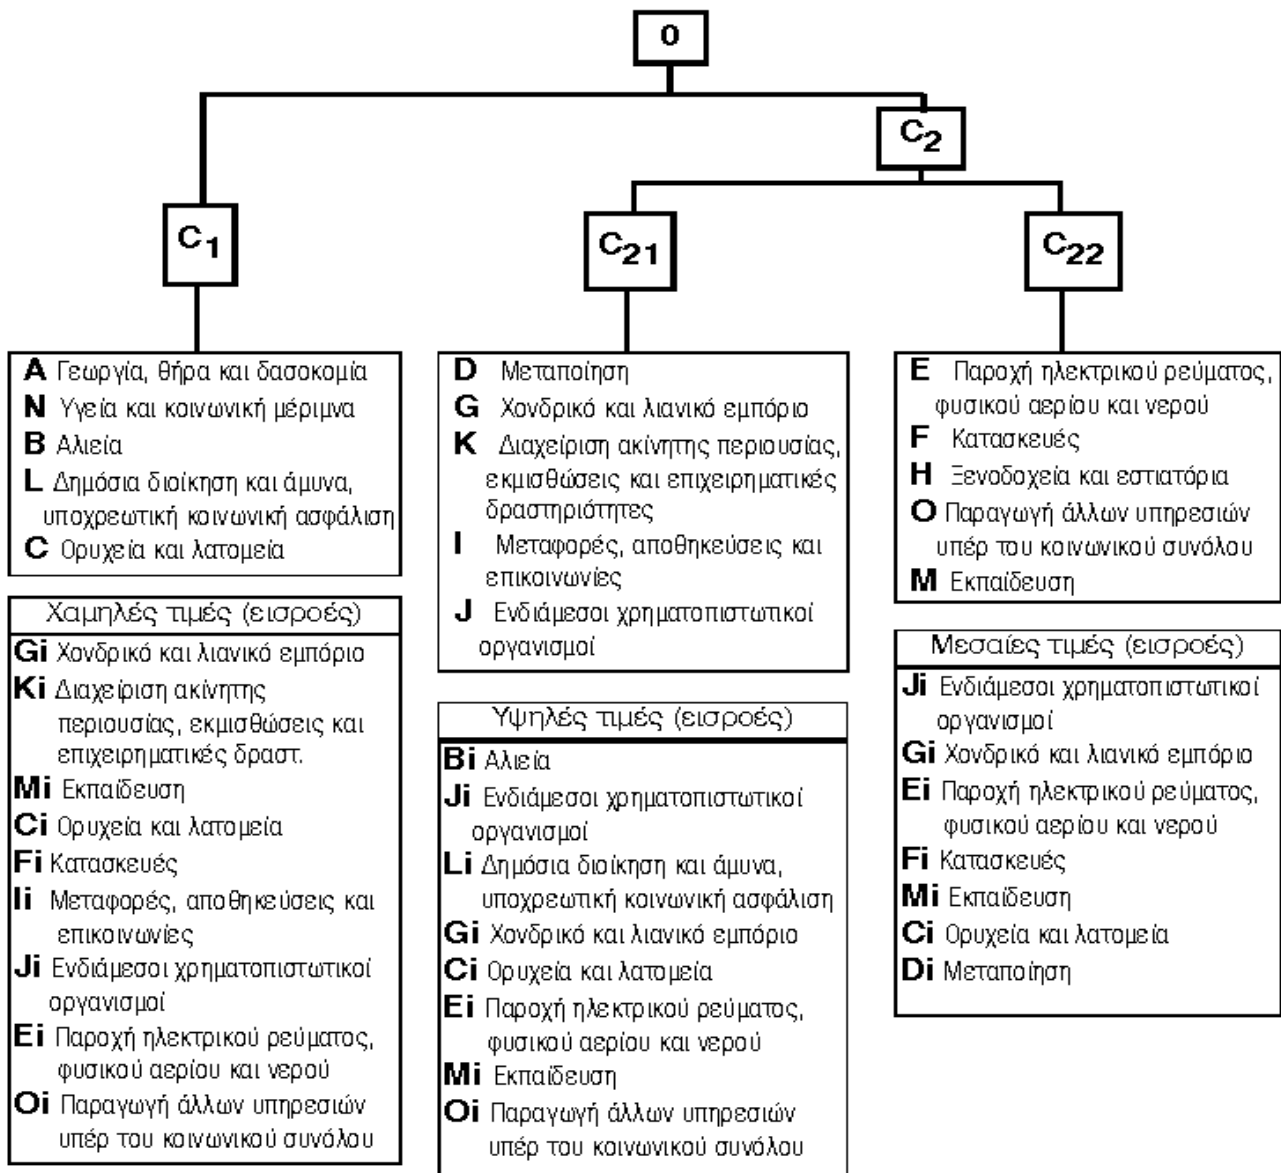 0
C2
C1
C21
C22
A Γεωργία, θήρα και δασοκομία
N Υγεία και κοινωνική μέριμνα
B Αλιεία
L Δημόσια διοίκηση και άμυνα,
υποχρεωτική κοινωνική ασφάλιση
C Ορυχεία και λατομεία
Χαμηλές τιμές (εισροές)
Gi Χονδρικό και λιανικό εμπόριο
Ki Διαχείριση ακίνητης
περιουσίας, εκμισθώσεις και
επιχειρηματικές δραστ.
Mi Εκπαίδευση
Ci Ορυχεία και λατομεία
Fi Κατασκευές
Ii Μεταφορές, αποθηκεύσεις και
επικοινωνίες
Ji Ενδιάμεσοι χρηματοπιστωτικοί
οργανισμοί
Ei Παροχή ηλεκτρικού ρεύματος,
φυσικού αερίου και νερού
Oi Παραγωγή άλλων υπηρεσιών
υπέρ του κοινωνικού συνόλου
D Μεταποίηση
G Χονδρικό και λιανικό εμπόριο
K Διαχείριση ακίνητης περιουσίας,
εκμισθώσεις και επιχειρηματικές
δραστηριότητες
I Μεταφορές, αποθηκεύσεις και
επικοινωνίες
J Ενδιάμεσοι χρηματοπιστωτικοί
οργανισμοί
Υψηλές τιμές (εισροές)
Bi Αλιεία
Ji Ενδιάμεσοι χρηματοπιστωτικοί
οργανισμοί
Li Δημόσια διοίκηση και άμυνα,
υποχρεωτική κοινωνική ασφάλιση
Gi Χονδρικό και λιανικό εμπόριο
Ci Ορυχεία και λατομεία
Ei Παροχή ηλεκτρικού ρεύματος,
φυσικού αερίου και νερού
Mi Εκπαίδευση
Oi Παραγωγή άλλων υπηρεσιών
υπέρ του κοινωνικού συνόλου
E Παροχή ηλεκτρικού ρεύματος,
φυσικού αερίου και νερού
F Κατασκευές
H Ξενοδοχεία και εστιατόρια
O Παραγωγή άλλων υπηρεσιών
υπέρ του κοινωνικού συνόλου
M Εκπαίδευση
Μεσαίες τιμές (εισροές)
Ji Ενδιάμεσοι χρηματοπιστωτικοί
οργανισμοί
Gi Χονδρικό και λιανικό εμπόριο
Ei Παροχή ηλεκτρικού ρεύματος,
φυσικού αερίου και νερού
Fi Κατασκευές
Mi Εκπαίδευση
Ci Ορυχεία και λατομεία
Di Μεταποίηση